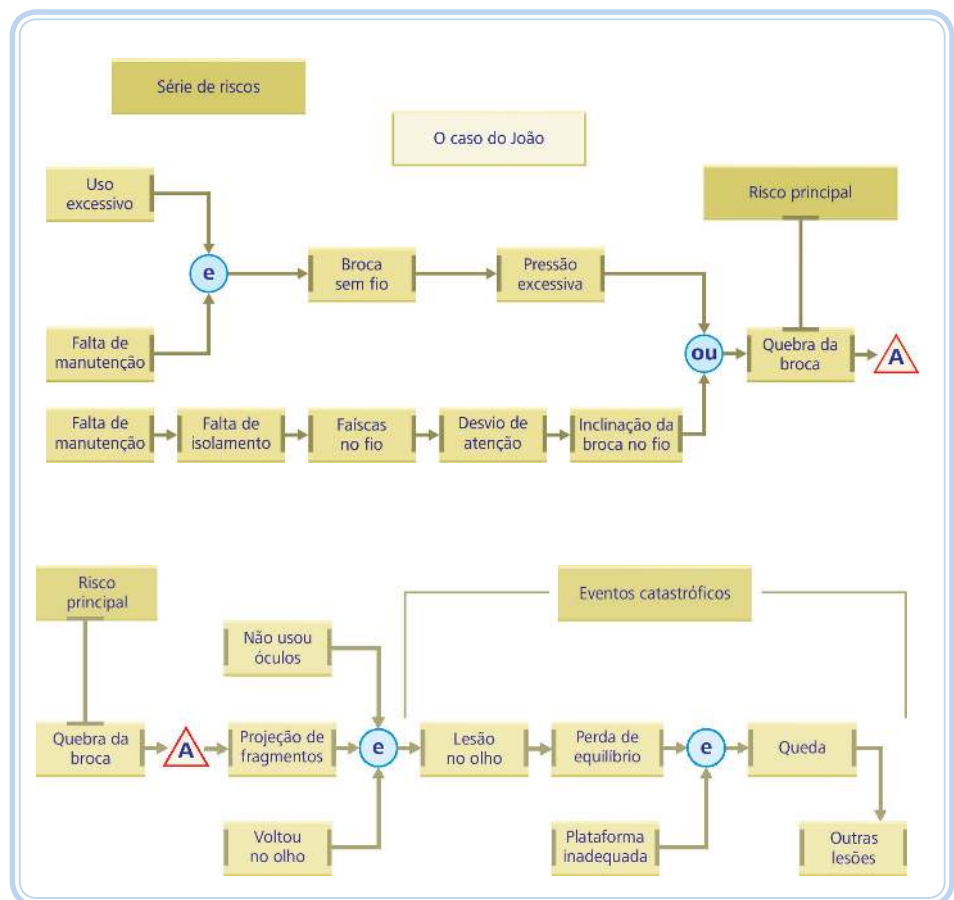 Série de riscos
O caso do João
Uso
excessivo
Risco principal
e
Broca
sem fio
Pressão
excessiva
Falta de
manutenção
ou
Quebra da
broca
A
Falta de
manutenção
Falta de
isolamento
Faiscas
no fio
Desvio de
atenção
Inclinação da
broca no fio
Risco
principal
Eventos catastróficos
Não usou
óculos
Quebra da
broca
A
Projeção de
fragmentos
e
Lesão
no olho
Perda de
equilíbrio
e
Queda
Voltou
no olho
Plataforma
inadequada
Outras
lesões